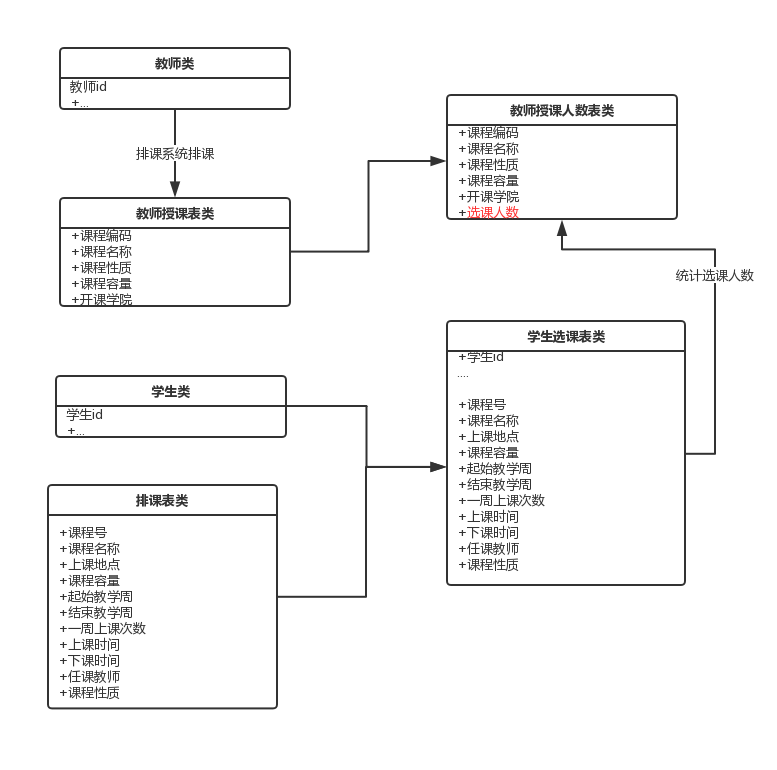 教师类
教师id
+...
排课系统排课
教师授课表类
+课程编码
+课程名称
+课程性质
+课程容量
+开课学院
教师授课人数表类
+课程编码
+课程名称
+课程性质
+课程容量
+开课学院
+选课人数
统计选课人数
学生类
学生id
+...
排课表类
+课程号
+课程名称
+上课地点
+课程容量
+起始教学周
+结束教学周
+一周上课次数
+上课时间
+下课时间
+任课教师
+课程性质
学生选课表类
+学生id
....
+课程号
+课程名称
+上课地点
+课程容量
+起始教学周
+结束教学周
+一周上课次数
+上课时间
+下课时间
+任课教师
+课程性质